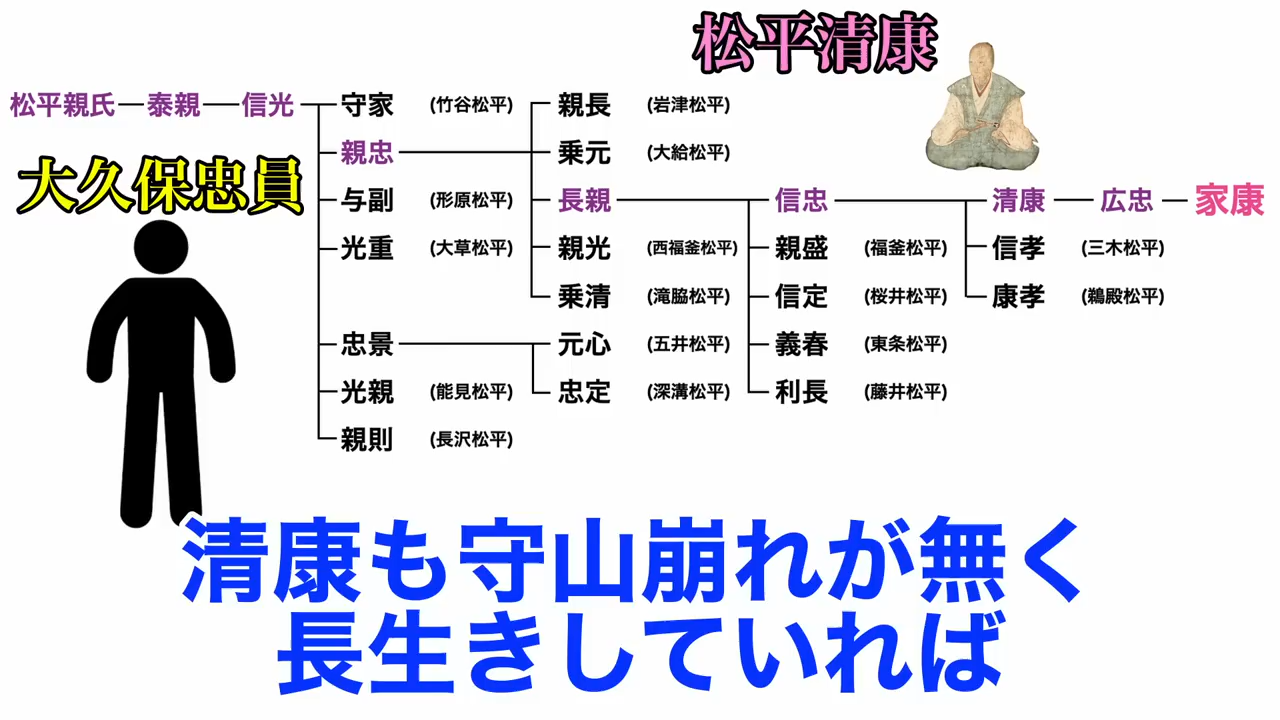 松平清康
松平親氏 泰親 信光 守家 (竹谷松平) 親長 (岩津松平)
親忠 乗元 (大給松平)
大久保忠員
与副 (形原松平) 長親 信忠 清康 広忠 家康
光重 (大草松平) 親光 (西福釜松平) 親盛 (福釜松平) 信孝 (三木松平)
乗清 (滝脇松平) 信定 (桜井松平) 康孝 (鵜殿松平)
忠景 元心 (五井松平) 義春 (東条松平)
光親 (能見松平) 忠定 (深溝松平) 利長 (藤井松平)
親則 (長沢松平)
清康も守山崩れが無く
長生きしていれば